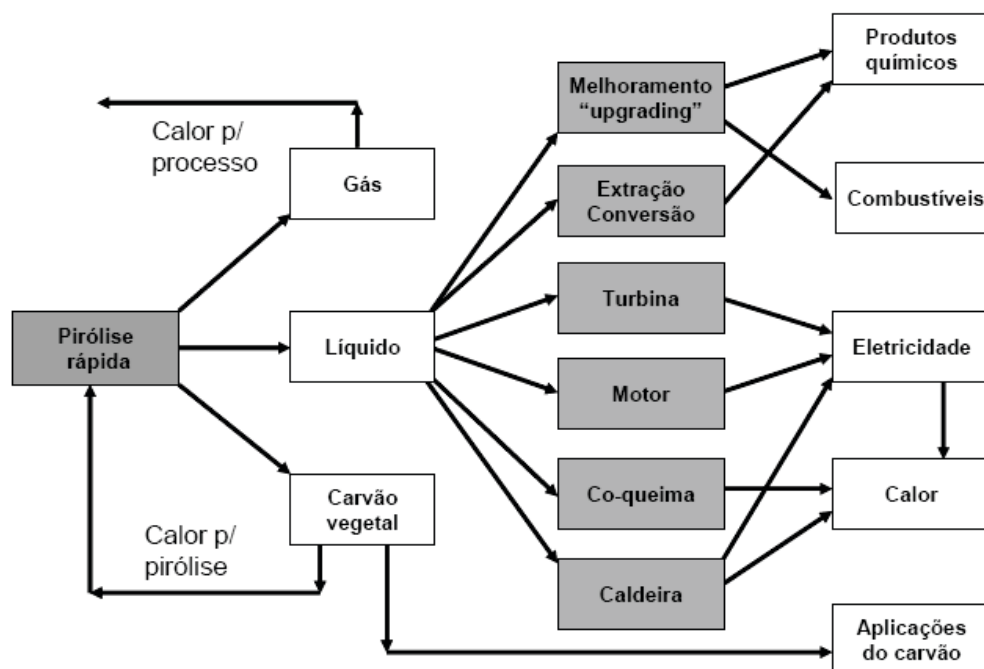 Produtos
químicos
Melhoramento
“upgrading”
Calor p/
processo
Gás
Extração
Conversão
Combustíveis
Turbina
Pirólise
rápida
Líquido
Eletricidade
Motor
Carvão
vegetal
Co-queima
Calor
Calor p/
pirólise
Caldeira
Aplicações
do carvão